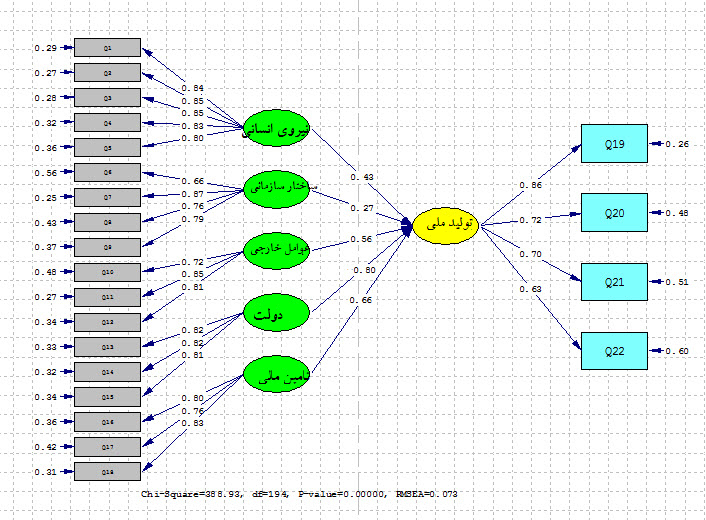 0.29 Q1
0.27 Q2
0.28 Q3
0.32 Q4
0.36 Q5
0.56 Q6
0.25 Q7
0.43 Q8
0.37 Q9
0.48 Q10
0.27 Q11
0.34 Q12
0.33 Q13
0.32 Q14
0.34 Q15
0.36 Q16
0.42 Q17
0.31 Q18
0.84
0.85
0.85
0.83
0.80
0.66
0.87
0.76
0.79
0.72
0.85
0.81
0.82
0.82
0.81
0.80
0.76
0.83
نیروی انسانی
ساختار سازمانی
عوامل خارجی
دولت
تامین مالی
0.43
0.27
0.56
0.80
0.66
تولید ملی
0.86
0.72
0.70
0.63
Q19 0.26
Q20 0.48
Q21 0.51
Q22 0.60
Chi-Square=388.93, df=194, P-value=0.00000, RMSEA=0.073